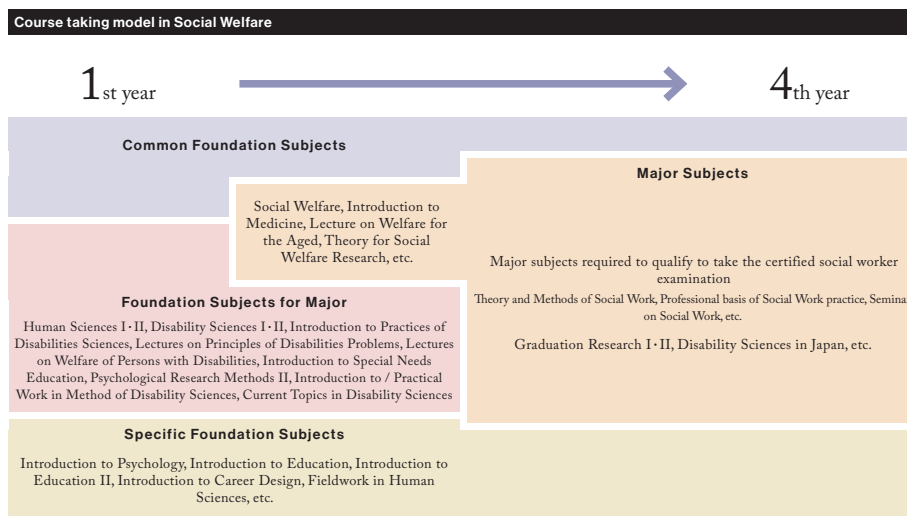 Course taking model in Social Welfare
1st year
4th year
Common Foundation Subjects
Social Welfare, Introduction to
Medicine, Lecture on Welfare for
the Aged, Theory for Social
Welfare Research, etc.
Major Subjects
Major subjects required to qualify to take the certified social worker
examination
Theory and Methods of Social Work, Professional basis of Social Work practice, Semina
on Social Work, etc.
Graduation Research I・II, Disability Sciences in Japan, etc.
Foundation Subjects for Major
Human Sciences I・II, Disability Sciences I・II, Introduction to Practices of
Disabilities Sciences, Lectures on Principles of Disabilities Problems, Lectures
on Welfare of Persons with Disabilities, Introduction to Special Needs
Education, Psychological Research Methods II, Introduction to / Practical
Work in Method of Disability Sciences, Current Topics in Disability Sciences
Specific Foundation Subjects
Introduction to Psychology, Introduction to Education, Introduction to
Education II, Introduction to Career Design, Fieldwork in Human
Sciences, etc.